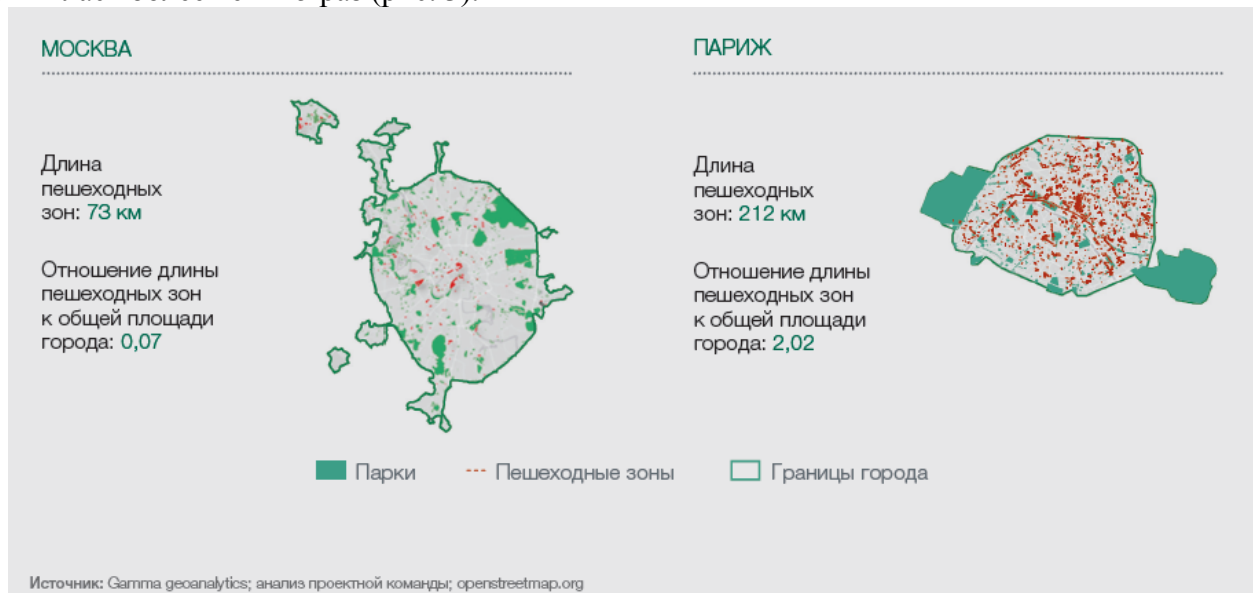 МОСКВА
Длина
пешеходных
зон: 73 км
Отношение длины
пешеходных зон
к общей площади
города: 0,07
ПАРИЖ
Длина
пешеходных
зон: 212 км
Отношение длины
пешеходных зон
к общей площади
города: 2,02
Парки
Пешеходные зоны
Границы города
Источник: Gamma geoanalytics; анализ проектной команды; openstreetmap.org